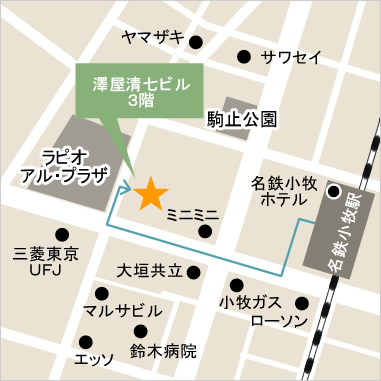 ヤマザキ
サワセイ
澤屋清七ビル
3階
駒止公園
ラピオ
アル・プラザ
名鉄小牧
ホテル
名鉄小牧駅
ミニミニ
三菱東京
UFJ
大垣共立
小牧ガス
ローソン
マルサビル
鈴木病院
エッソ